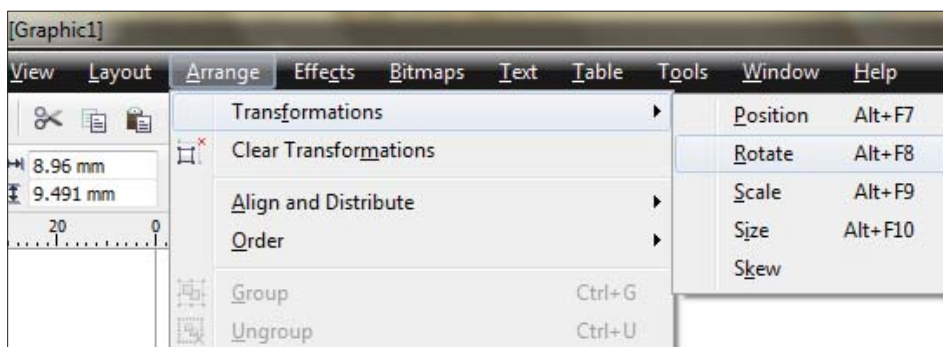 [Graphic1]
View Layout Arrange Effects Bitmaps Text Table Tools Window Help
Transformations Position Alt+F7
Clear Transformations Rotate Alt+F8
8.96 mm
9.491 mm
Align and Distribute Scale Alt+F9
20 0
Order Size Alt+F10
Skew
Group Ctrl+G
Ungroup Ctrl+U